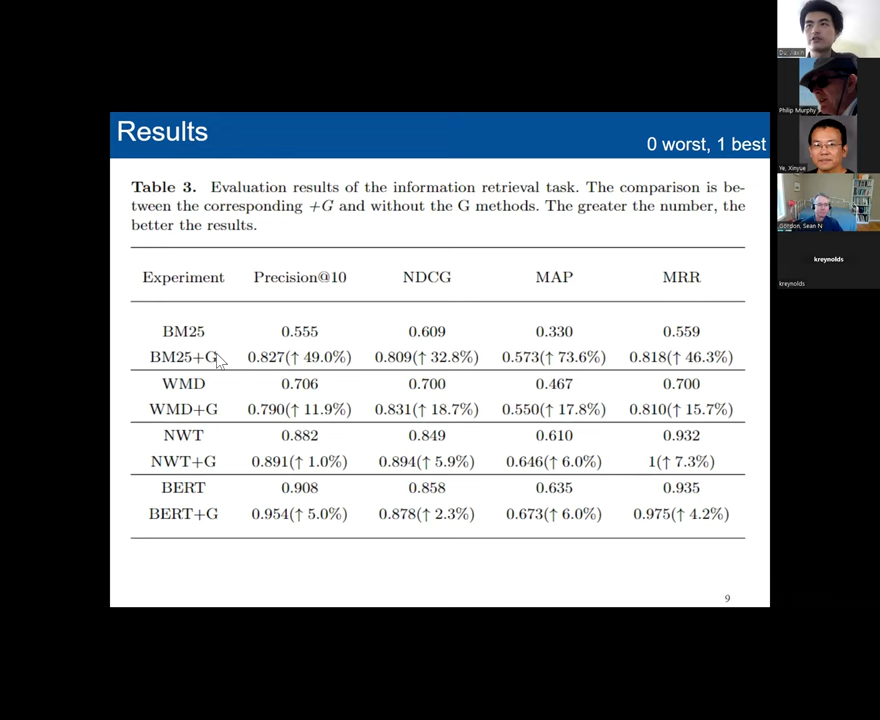 Results
0 worst, 1 best
Table 3. Evaluation results of the information retrieval task. The comparison is be-
tween the corresponding +G and without the G methods. The greater the number, the
better the results.
Experiment Precision@10 NDCG MAP MRR
BM25 0.555 0.609 0.330 0.559
BM25+G 0.827(↑ 49.0%) 0.809(↑ 32.8%) 0.573(↑ 73.6%) 0.818(↑ 46.3%)
WMD 0.706 0.700 0.467 0.700
WMD+G 0.790(↑ 11.9%) 0.831(↑ 18.7%) 0.550(↑ 17.8%) 0.810(↑ 15.7%)
NWT 0.882 0.849 0.610 0.932
NWT+G 0.891(↑ 1.0%) 0.894(↑ 5.9%) 0.646(↑ 6.0%) 1(↑ 7.3%)
BERT 0.908 0.858 0.635 0.935
BERT+G 0.954(↑ 5.0%) 0.878(↑ 2.3%) 0.673(↑ 6.0%) 0.975(↑ 4.2%)
9
Du, Jiaxin
Philip Murphy
Ye, Xinyue
Gordon, Sean N
kreynolds
kreynolds